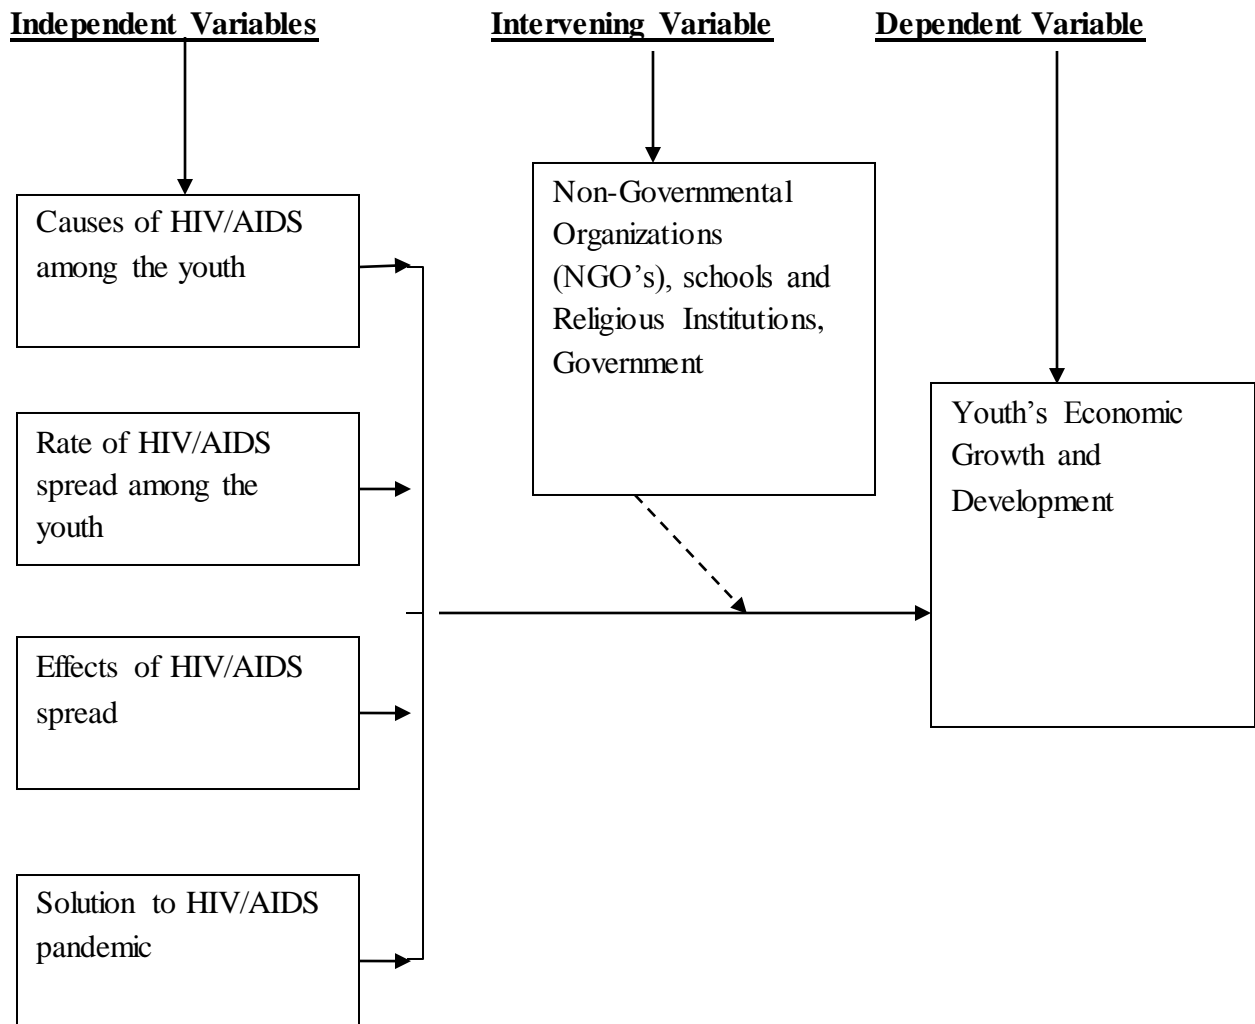 Independent Variables
Intervening Variable
Dependent Variable
Causes of HIV/AIDS
among the youth
Non-Governmental
Organizations
(NGO’s), schools and
Religious Institutions,
Government
Youth’s Economic
Growth and
Development
Rate of HIV/AIDS
spread among the
youth
Effects of HIV/AIDS
spread
Solution to HIV/AIDS
pandemic